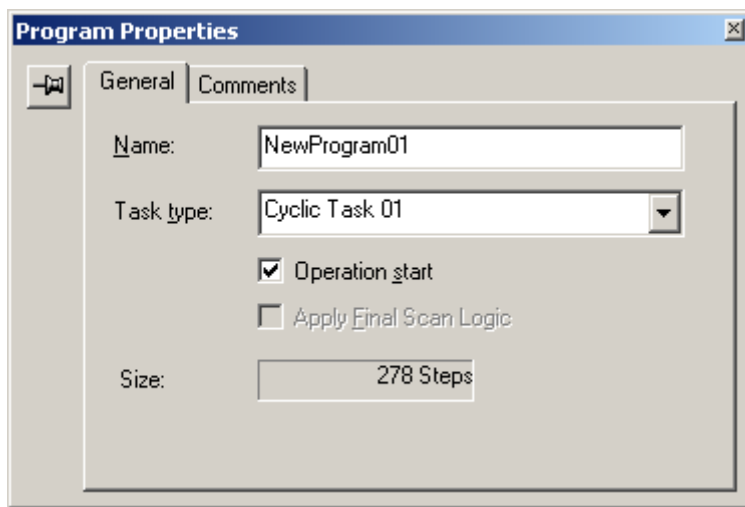 Program Properties
General Comments
Name: NewProgram01
Task type: Cyclic Task 01
Operation start
Apply Final Scan Logic
Size: 278 Steps